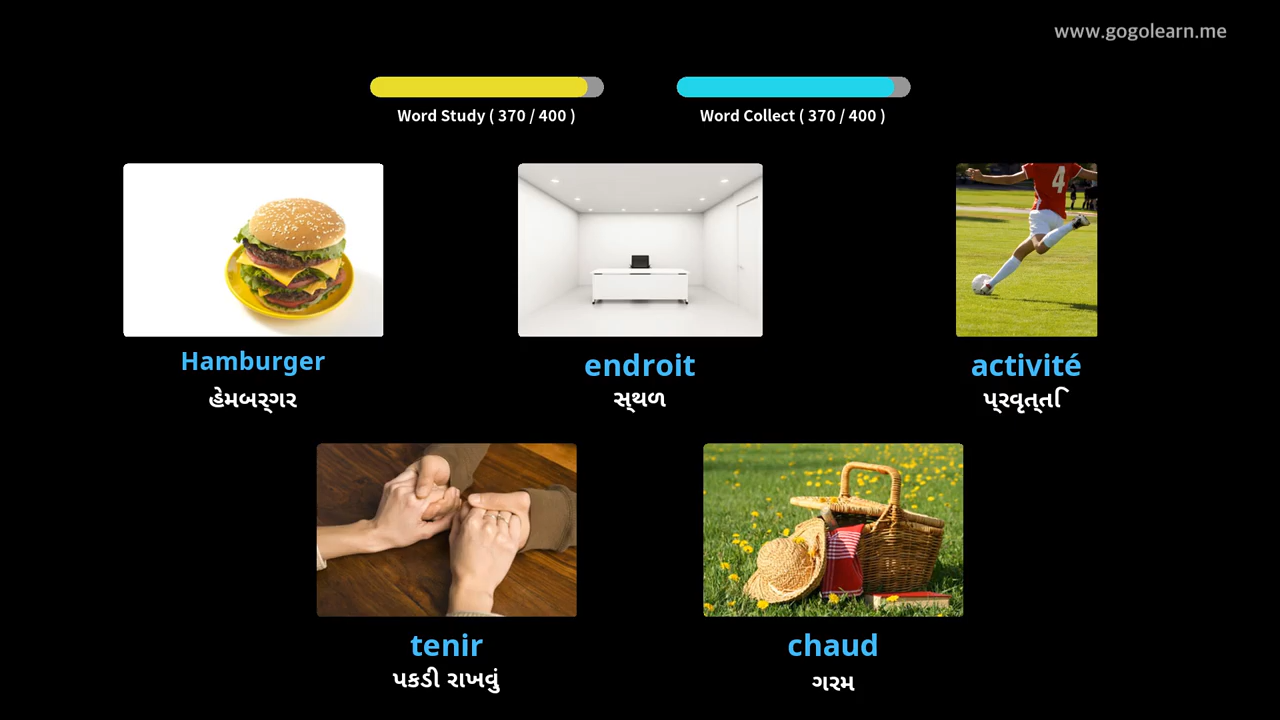 www.gogolearn.me
Word Study ( 370 / 400 )
Word Collect ( 370 / 400 )
4
Hamburger
હેમબર્ગર
endroit
સ્થળ
activité
પ્રવૃત્તિ
tenir
પકડી રાખવું
chaud
ગરમ